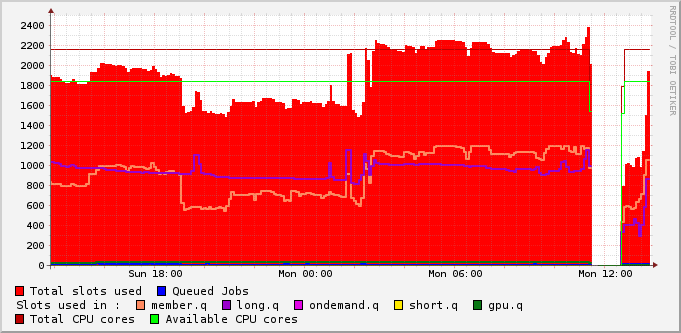 2400
2200
2000
1800
1600
1400
1200
1000
800
600
400
200
0
Sun 18:00 Mon 00:00 Mon 06:00 Mon 12:00
RRDTOOL / TOBI OETIKER
Total slots used Queued Jobs
Slots used in : member.q long.q ondemand.q short.q gpu.q
Total CPU cores Available CPU cores